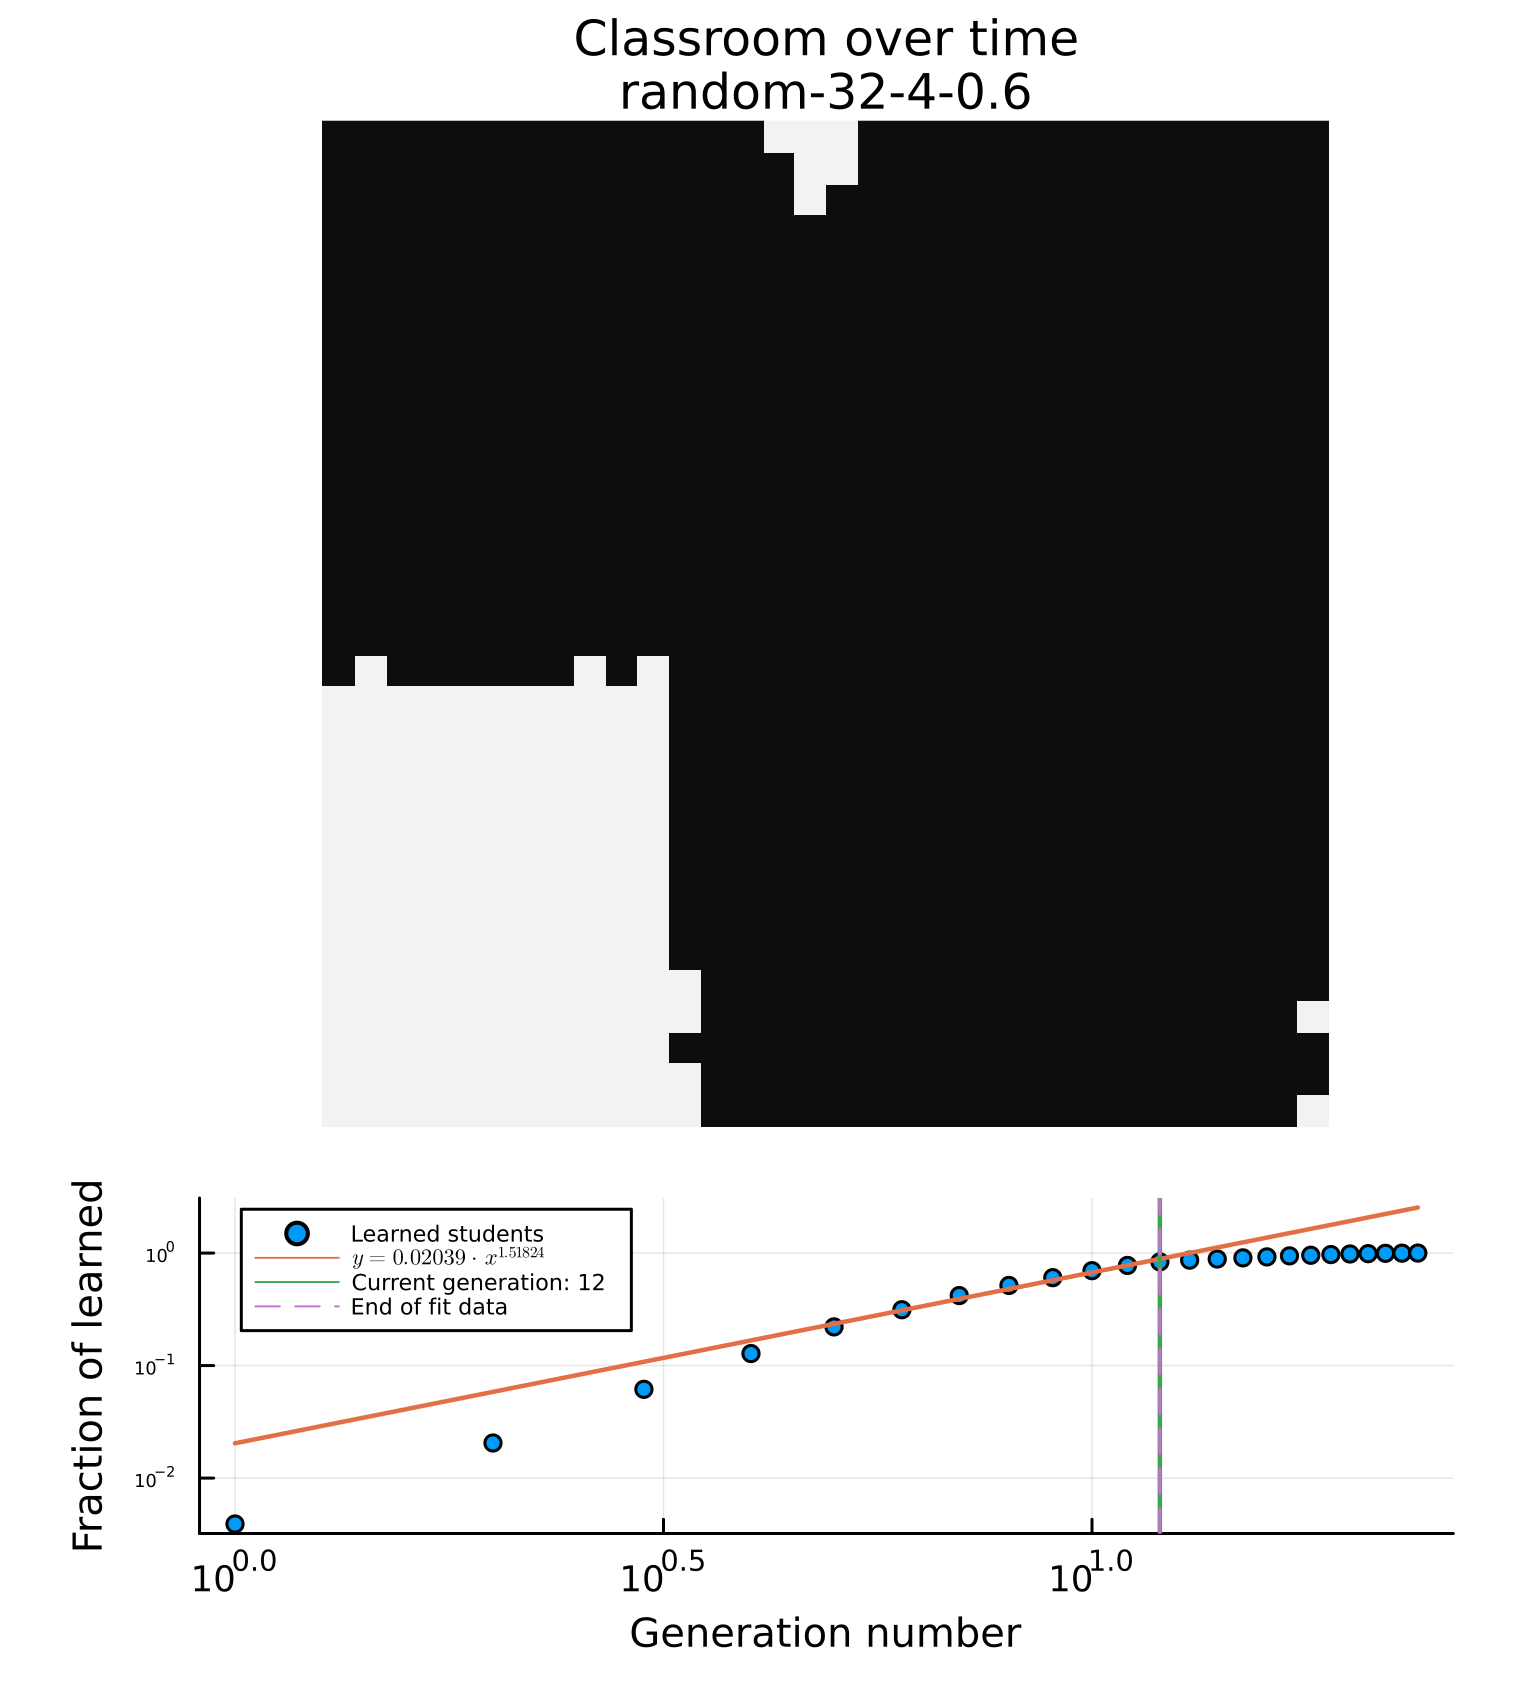 Classroom over time
random-32-4-0.6
Fraction of learned
Learned students
y = 0.02039 · x^1.51824
Current generation: 12
End of fit data
10^0
10^−1
10^−2
10^0.0 10^0.5 10^1.0
Generation number